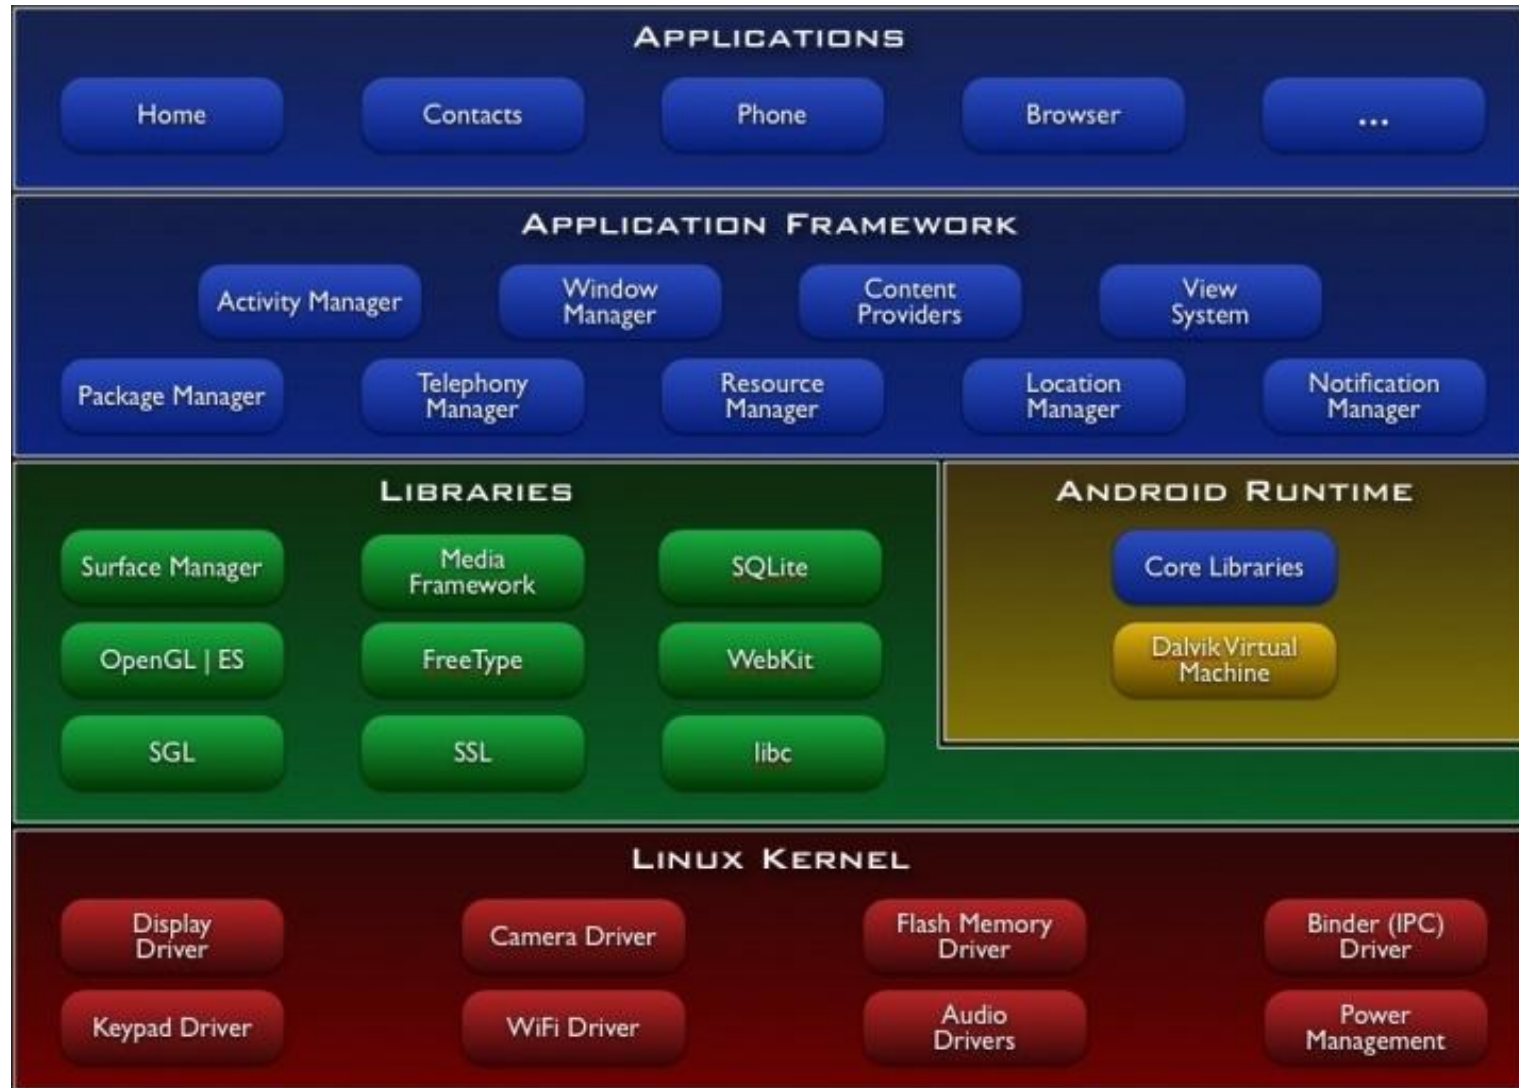 APPLICATIONS
Home
Contacts
Phone
Browser
...
APPLICATION FRAMEWORK
Activity Manager
Window
Manager
Content
Providers
View
System
Package Manager
Telephony
Manager
Resource
Manager
Location
Manager
Notification
Manager
LIBRARIES
Surface Manager
Media
Framework
SQLite
OpenGL | ES
FreeType
WebKit
SGL
SSL
libc
ANDROID RUNTIME
Core Libraries
Dalvik Virtual
Machine
LINUX KERNEL
Display
Driver
Camera Driver
Flash Memory
Driver
Binder (IPC)
Driver
Keypad Driver
WiFi Driver
Audio
Drivers
Power
Management